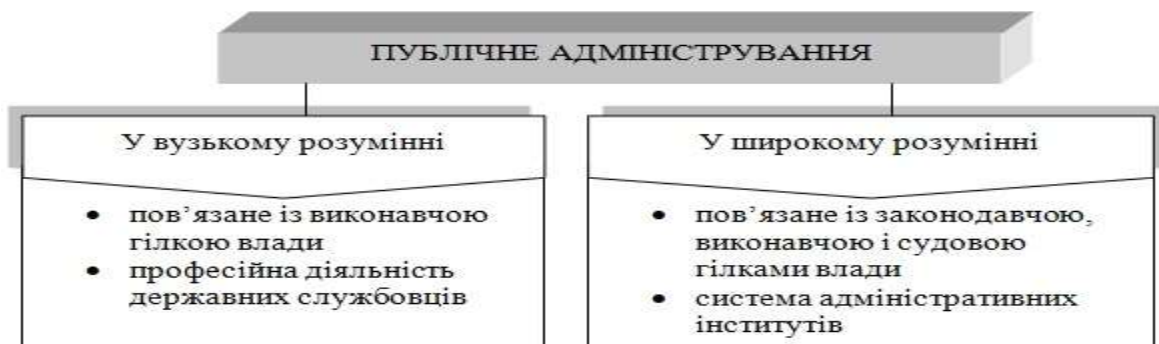 ПУБЛІЧНЕ АДМІНІСТРУВАННЯ
У вузькому розумінні
• пов’язане із виконавчою
гілкою влади
• професійна діяльність
державних службовців
У широкому розумінні
• пов’язане із законодавчою,
виконавчою і судовою
гілками влади
• система адміністративних
інститутів